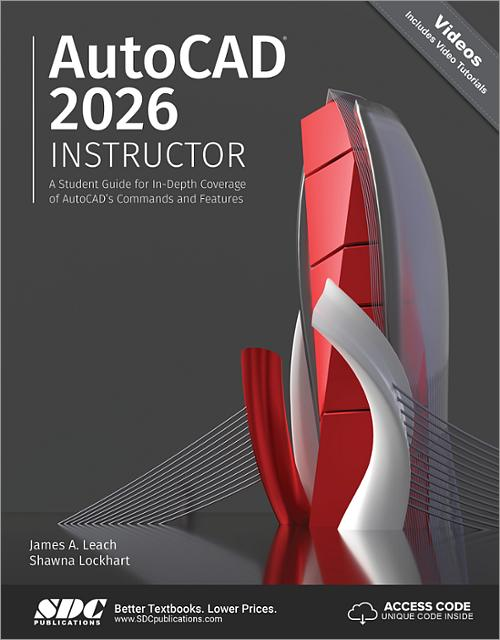 AutoCAD®
2026
INSTRUCTOR
A Student Guide for In-Depth Coverage
of AutoCAD's Commands and Features
Videos
Includes Video Tutorials
James A. Leach
Shawna Lockhart
SDC
PUBLICATIONS
Better Textbooks. Lower Prices.
www.SDCpublications.com
ACCESS CODE
UNIQUE CODE INSIDE